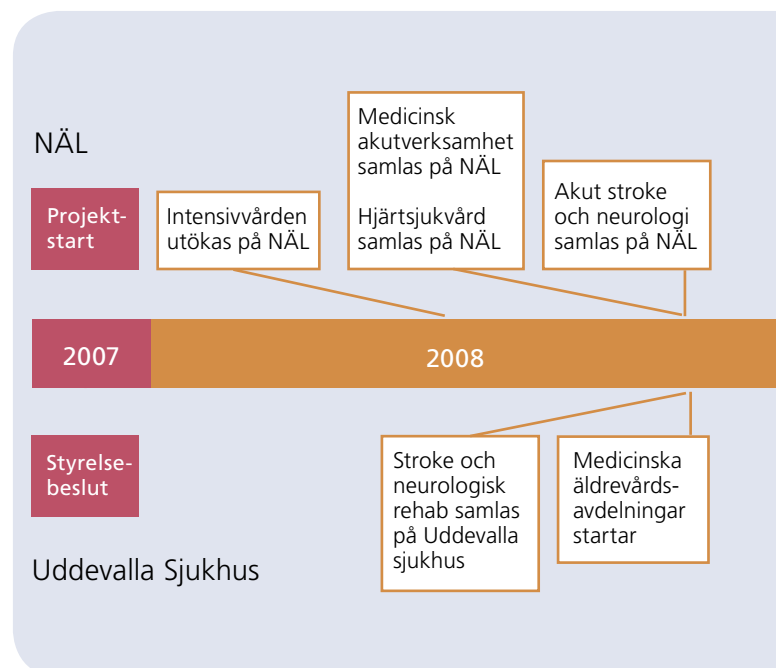 NÄL
Projekt-
start
Intensivvården
utökas på NÄL
Medicinsk
akutverksamhet
samlas på NÄL
Hjärtsjukvård
samlas på NÄL
Akut stroke
och neurologi
samlas på NÄL
2007
2008
Styrelse-
beslut
Stroke och
neurologisk
rehab samlas
på Uddevalla
sjukhus
Medicinska
äldrevårds-
avdelningar
startar
Uddevalla Sjukhus